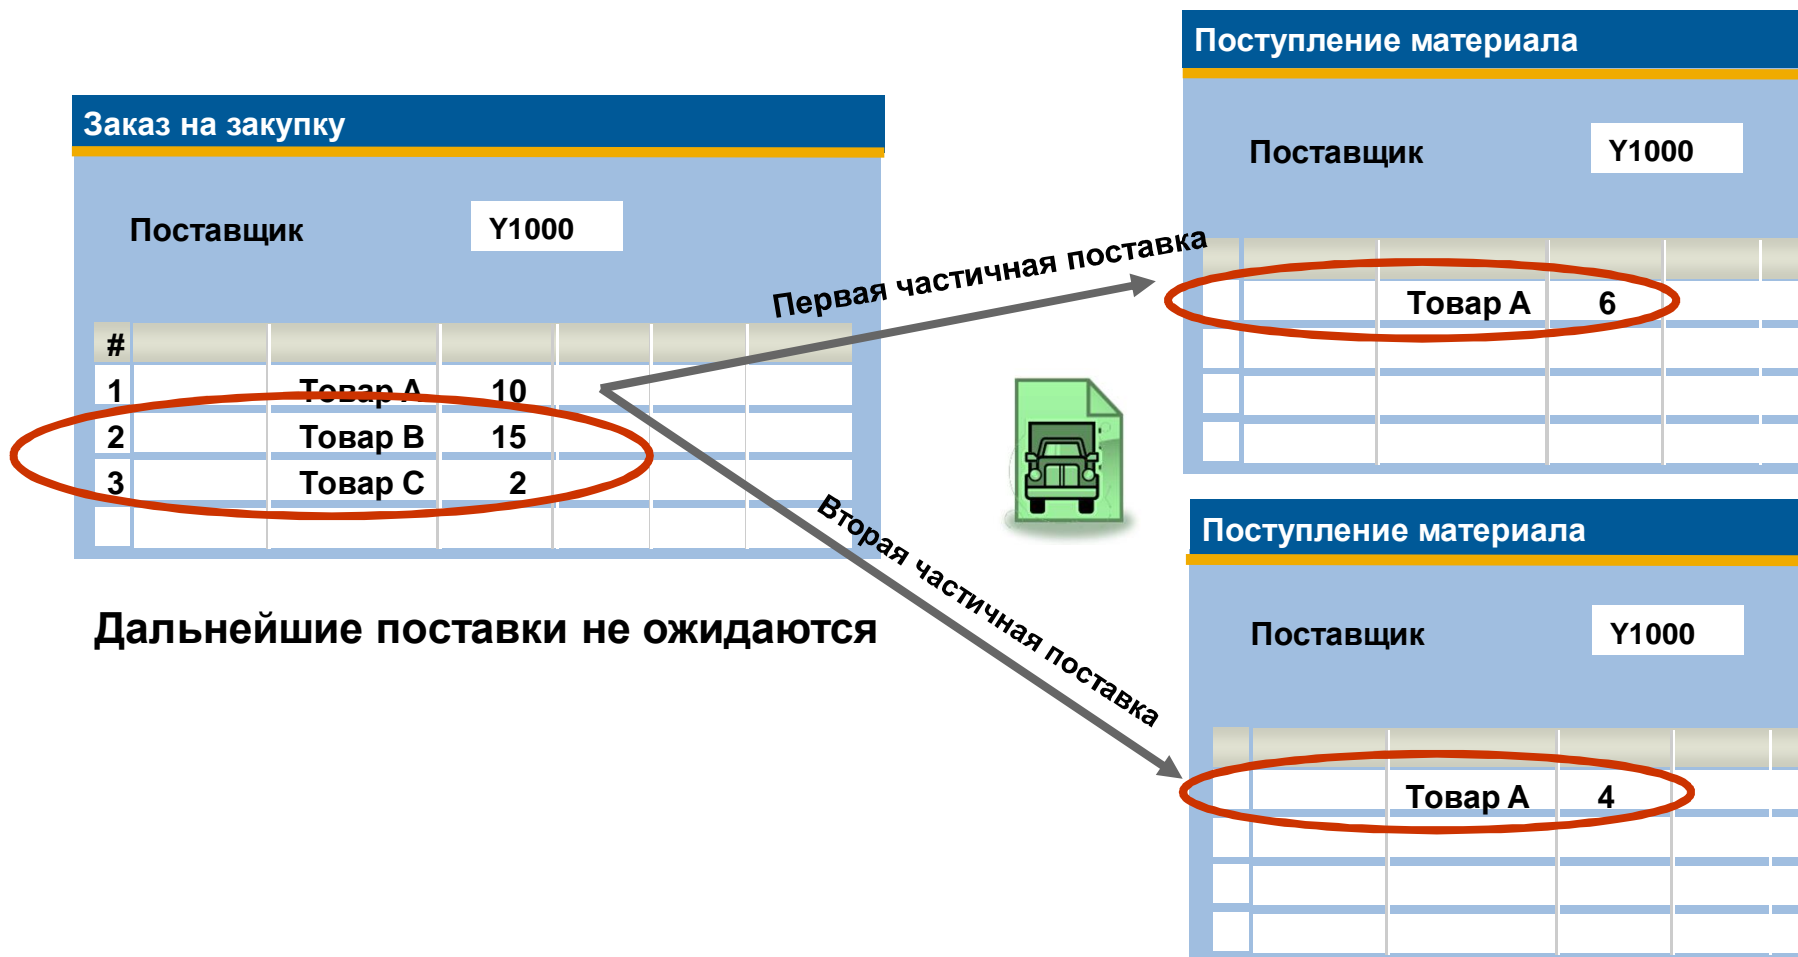 Заказ на закупку
Поставщик Y1000
#
1 Товар A 10
2 Товар B 15
3 Товар C 2
Дальнейшие поставки не ожидаются
Первая частичная поставка
Вторая частичная поставка
Поступление материала
Поставщик Y1000
Товар A 6
Поступление материала
Поставщик Y1000
Товар A 4